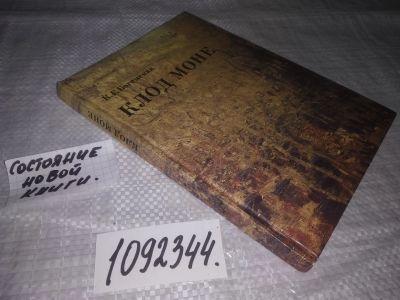 КЛОД МОНЕ
КЛОД МОНЕ
СОСТОЯНИЕ
НОВОЙ
КНИГИ.
1092344.